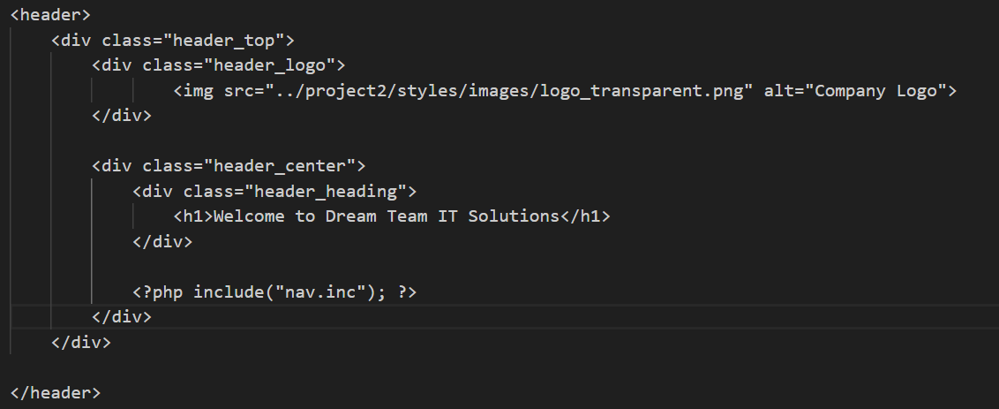 <header>
    <div class="header_top">
        <div class="header_logo">
                <img src="../project2/styles/images/logo_transparent.png" alt="Company Logo">
        </div>

        <div class="header_center">
            <div class="header_heading">
                <h1>Welcome to Dream Team IT Solutions</h1>
            </div>

            <?php include("nav.inc"); ?>
        </div>
    </div>

</header>